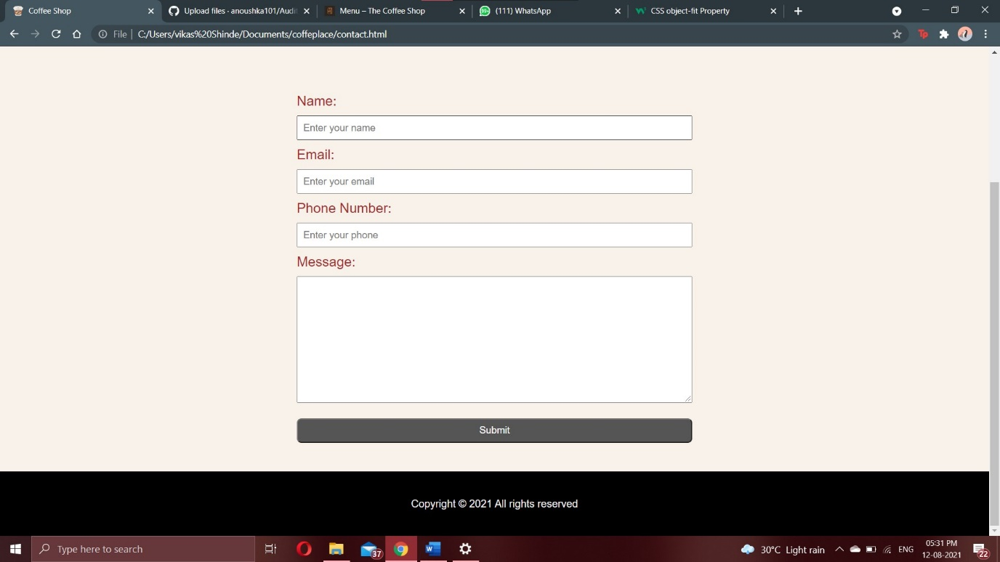 Coffee Shop
Upload files · anoushka101/Audi
Menu – The Coffee Shop
99+
(111) WhatsApp
CSS object-fit Property
File | C:/Users/vikas%20Shinde/Documents/coffeplace/contact.html
Tp
Name:
Enter your name
Email:
Enter your email
Phone Number:
Enter your phone
Message:
Submit
Copyright © 2021 All rights reserved
Type here to search
37
W
30°C Light rain
ENG
05:31 PM
12-08-2021
22